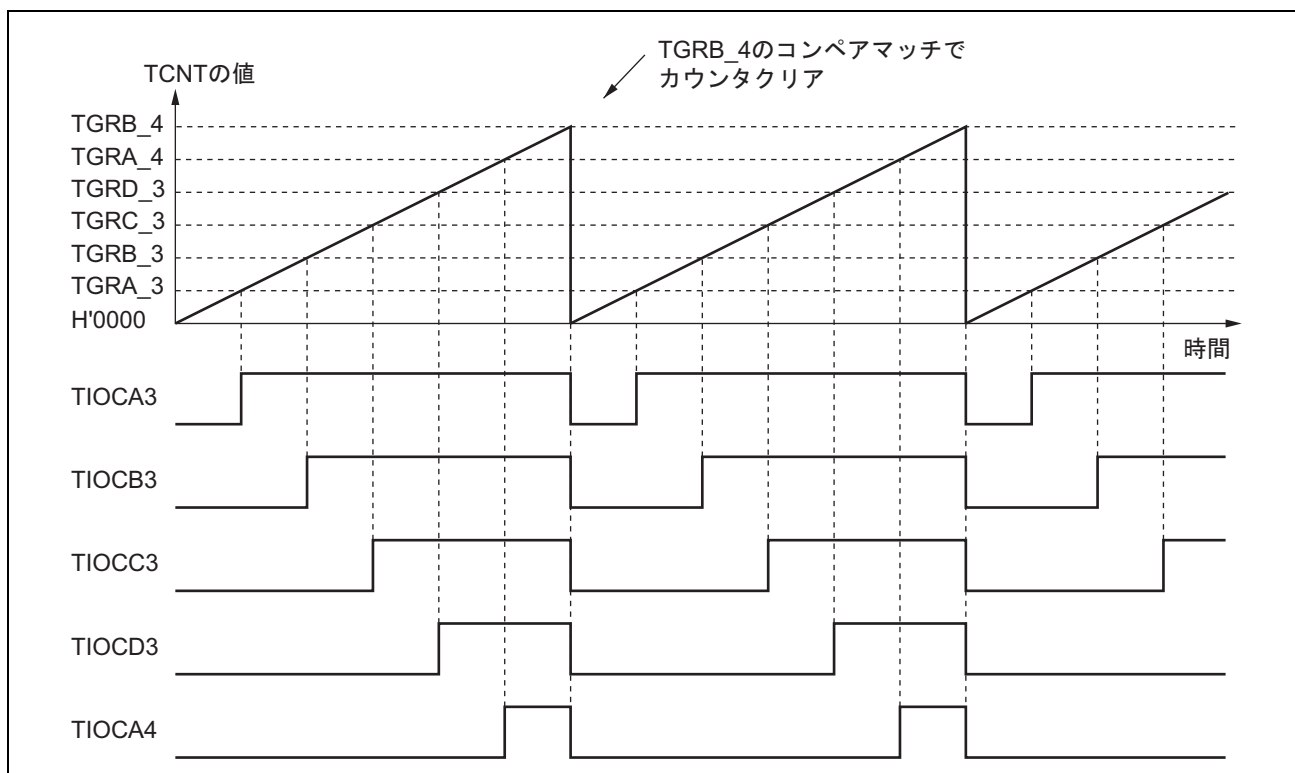 TGRB_4のコンペアマッチで
カウンタクリア
TCNTの値
TGRB_4
TGRA_4
TGRD_3
TGRC_3
TGRB_3
TGRA_3
H'0000
時間
TIOCA3
TIOCB3
TIOCC3
TIOCD3
TIOCA4